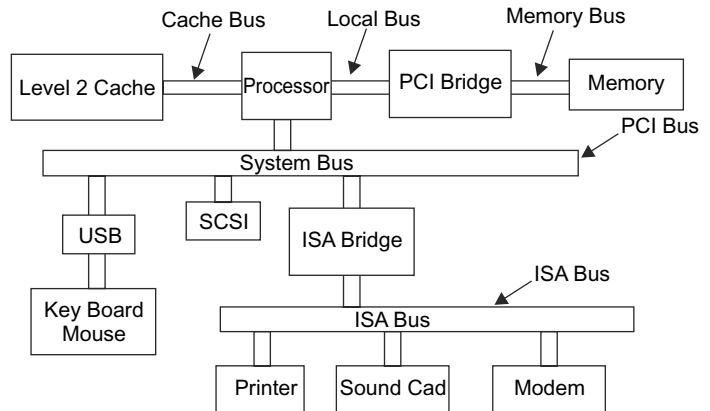 Cache Bus
Local Bus
Memory Bus
Level 2 Cache
Processor
PCI Bridge
Memory
PCI Bus
System Bus
USB
SCSI
ISA Bridge
Key Board
Mouse
ISA Bus
ISA Bus
Printer
Sound Cad
Modem